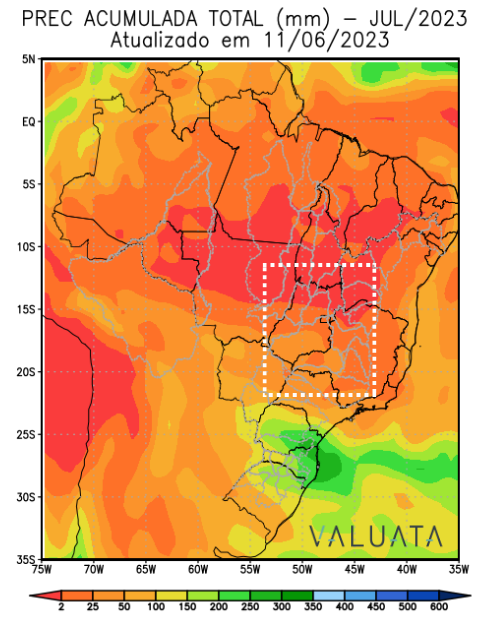 PREC ACUMULADA TOTAL (mm) – JUL/2023
Atualizado em 11/06/2023
5N
EQ
5S
10S
15S
20S
25S
30S
35S
VALUATA
75W 70W 65W 60W 55W 50W 45W 40W 35W
2 25 50 100 150 200 250 300 350 400 450 500 600